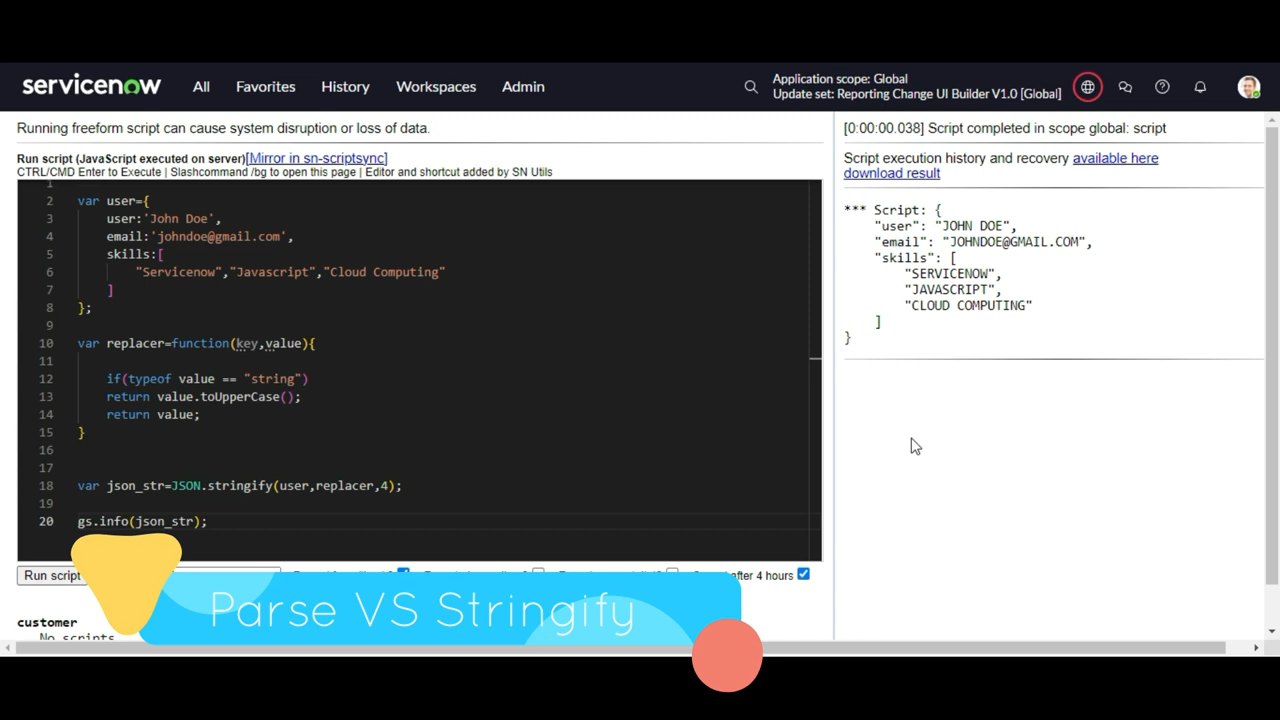 servicenow All Favorites History Workspaces Admin
Application scope: Global
Update set: Reporting Change UI Builder V1.0 [Global]
Running freeform script can cause system disruption or loss of data.
Run script (JavaScript executed on server)[Mirror in sn-scriptsync]
CTRL/CMD Enter to Execute | Slashcommand /bg to open this page | Editor and shortcut added by SN Utils
1
2 var user={
3 user:'John Doe',
4 email:'johndoe@gmail.com',
5 skills:[
6 "Servicenow","Javascript","Cloud Computing"
7 ]
8 };
9
10 var replacer=function(key,value){
11
12 if(typeof value == "string")
13 return value.toUpperCase();
14 return value;
15 }
16
17
18 var json_str=JSON.stringify(user,replacer,4);
19
20 gs.info(json_str);
Run script
after 4 hours
Parse VS Stringify
customer
No scripts
[0:00:00.038] Script completed in scope global: script
Script execution history and recovery available here
download result
*** Script: {
"user": "JOHN DOE",
"email": "JOHNDOE@GMAIL.COM",
"skills": [
"SERVICENOW",
"JAVASCRIPT",
"CLOUD COMPUTING"
]
}